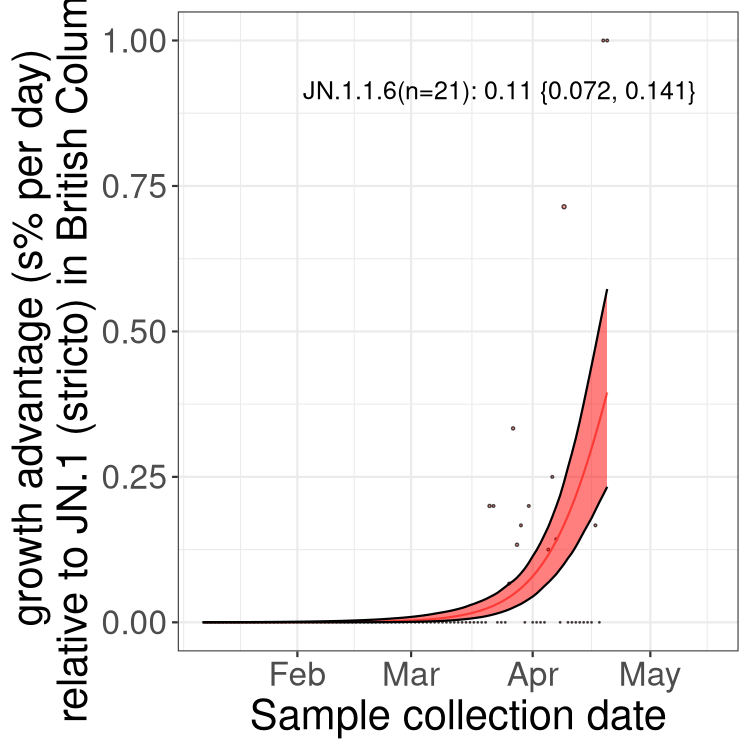 growth advantage (s% per day)
relative to JN.1 (stricto) in British Colum
1.00
0.75
0.50
0.25
0.00
JN.1.1.6(n=21): 0.11 {0.072, 0.141}
Feb Mar Apr May
Sample collection date